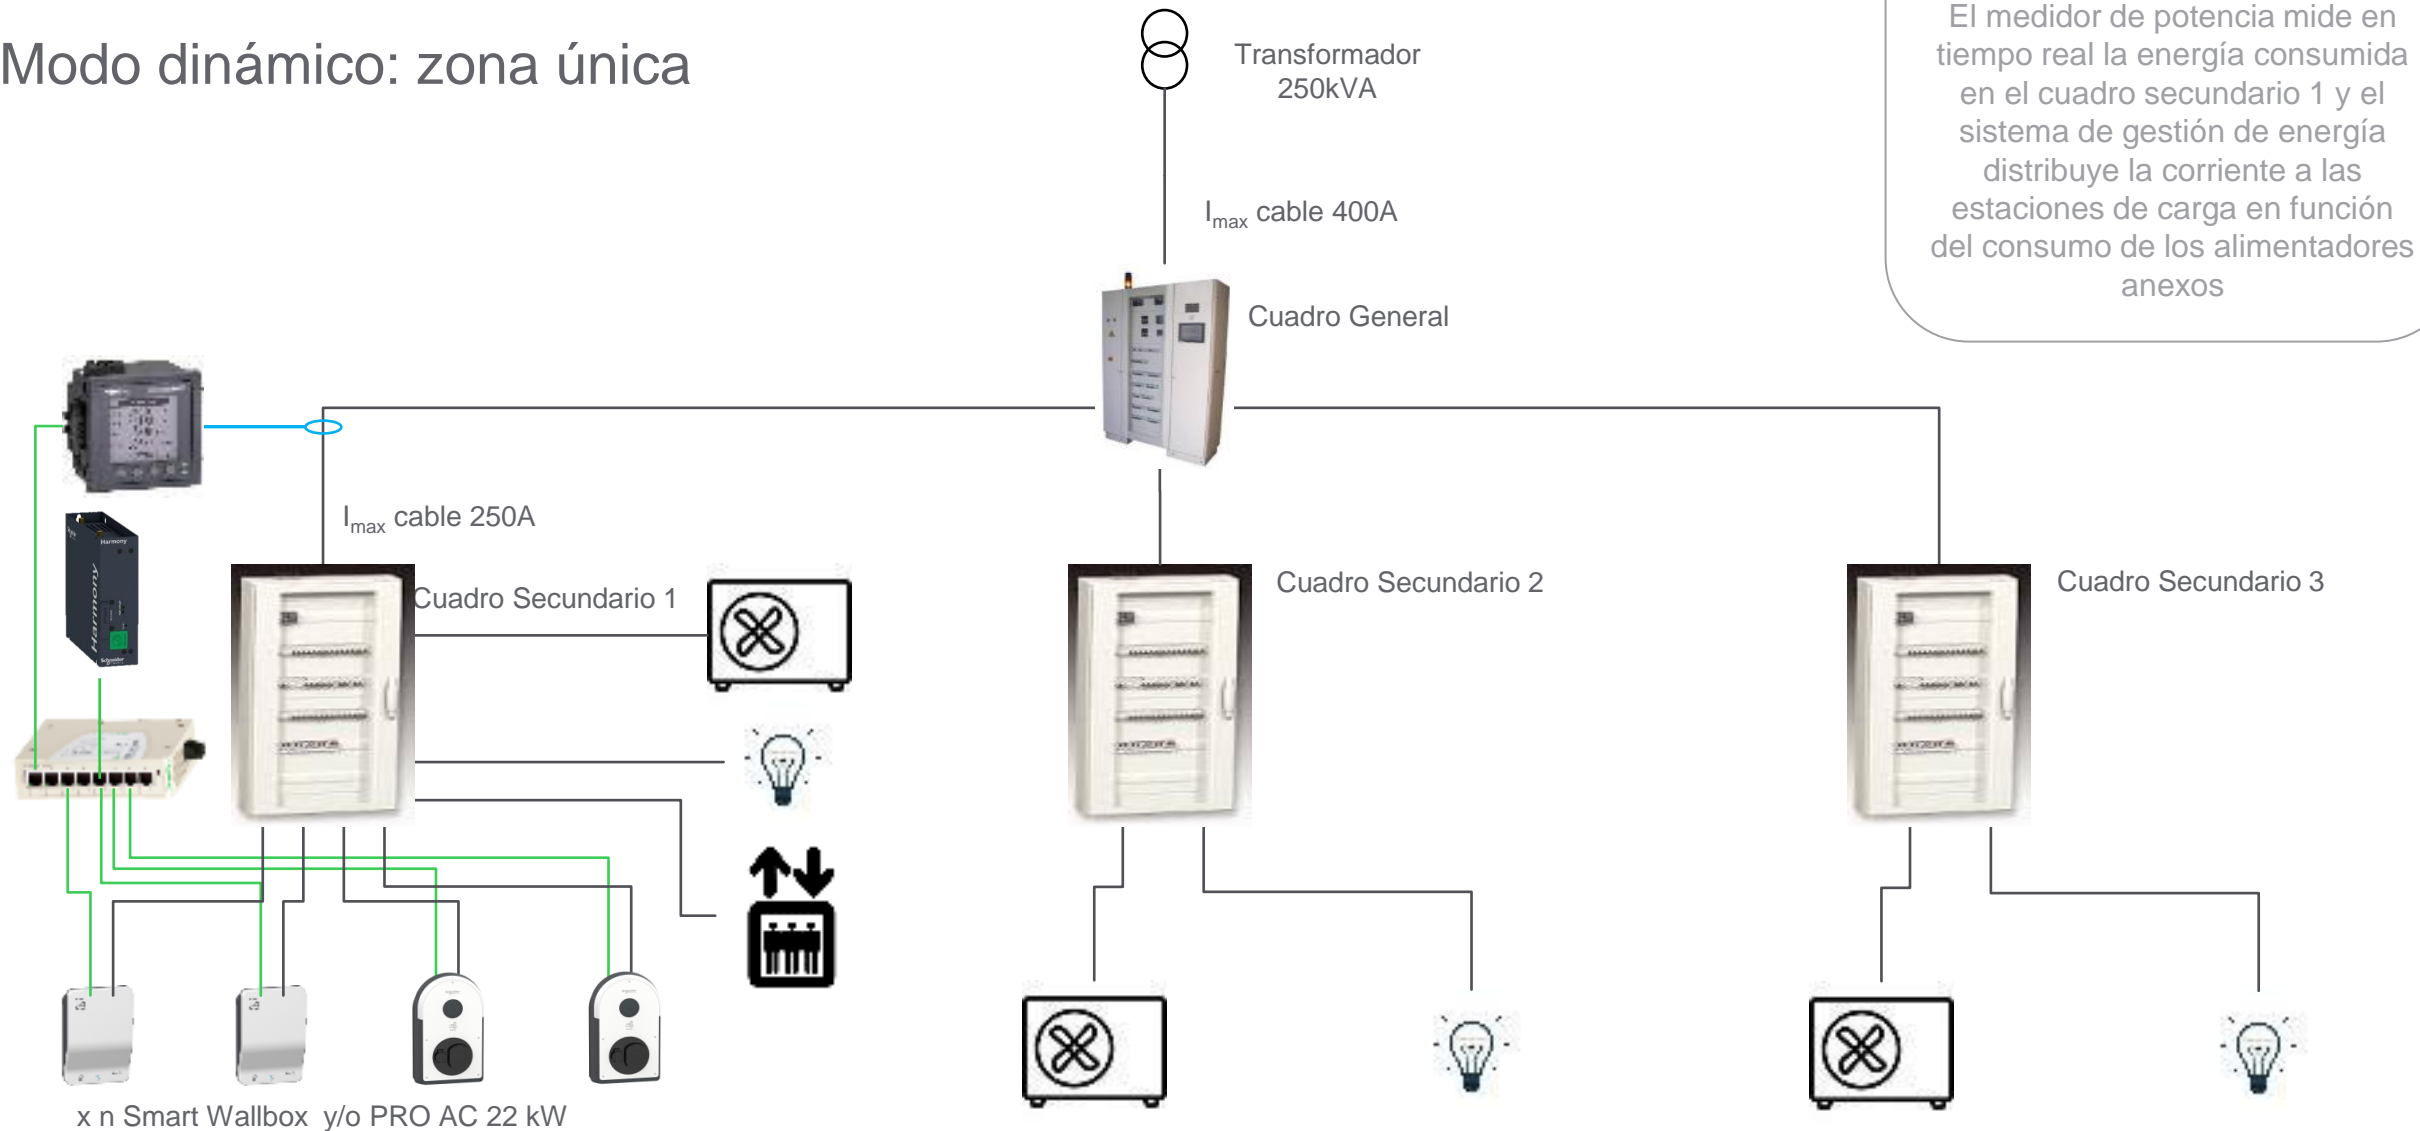 Modo dinámico: zona única
Transformador
250kVA
El medidor de potencia mide en
tiempo real la energía consumida
en el cuadro secundario 1 y el
sistema de gestión de energía
distribuye la corriente a las
estaciones de carga en función
del consumo de los alimentadores
anexos
Imax cable 400A
Cuadro General
Imax cable 250A
Harmony
Harmony
Schneider
Cuadro Secundario 1
Cuadro Secundario 2
Cuadro Secundario 3
x n Smart Wallbox y/o PRO AC 22 kW